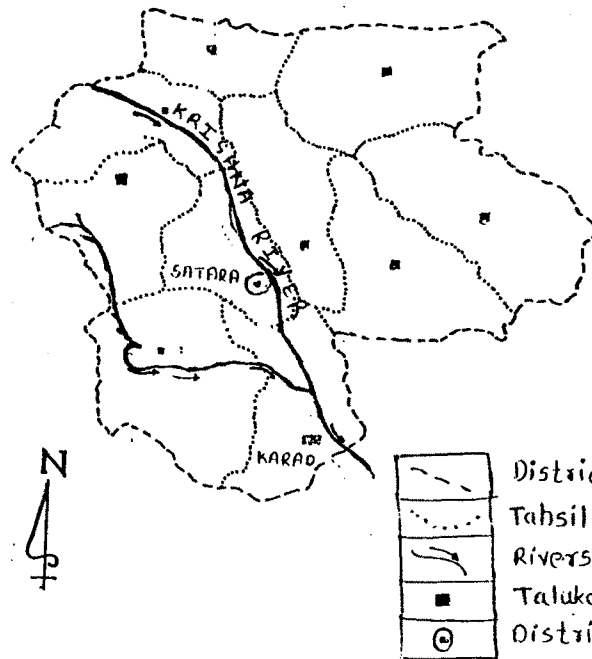 KRISHNA RIVER
SATARA
KARAD
N
Distric
Tahsil
Rivers
Taluka
Distri